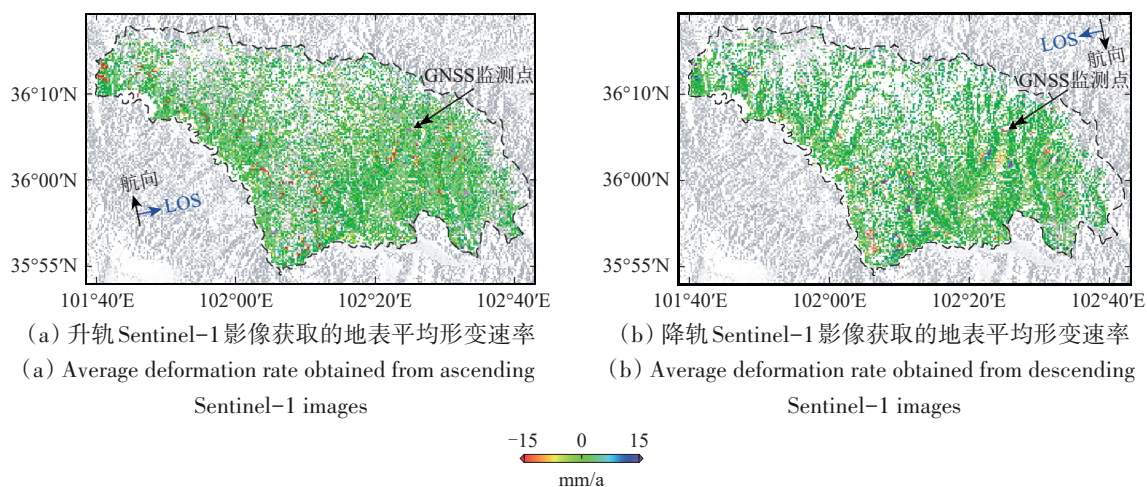 GNSS监测点
36°10′N
36°00′N
35°55′N
航向
LOS
101°40′E
102°00′E
102°20′E
102°40′E
(a) 升轨Sentinel-1影像获取的地表平均形变速率
(a) Average deformation rate obtained from ascending
Sentinel-1 images
LOS
航向
GNSS监测点
36°10′N
36°00′N
35°55′N
101°40′E
102°00′E
102°20′E
102°40′E
(b) 降轨Sentinel-1影像获取的地表平均形变速率
(b) Average deformation rate obtained from descending
Sentinel-1 images
-15
0
15
mm/a